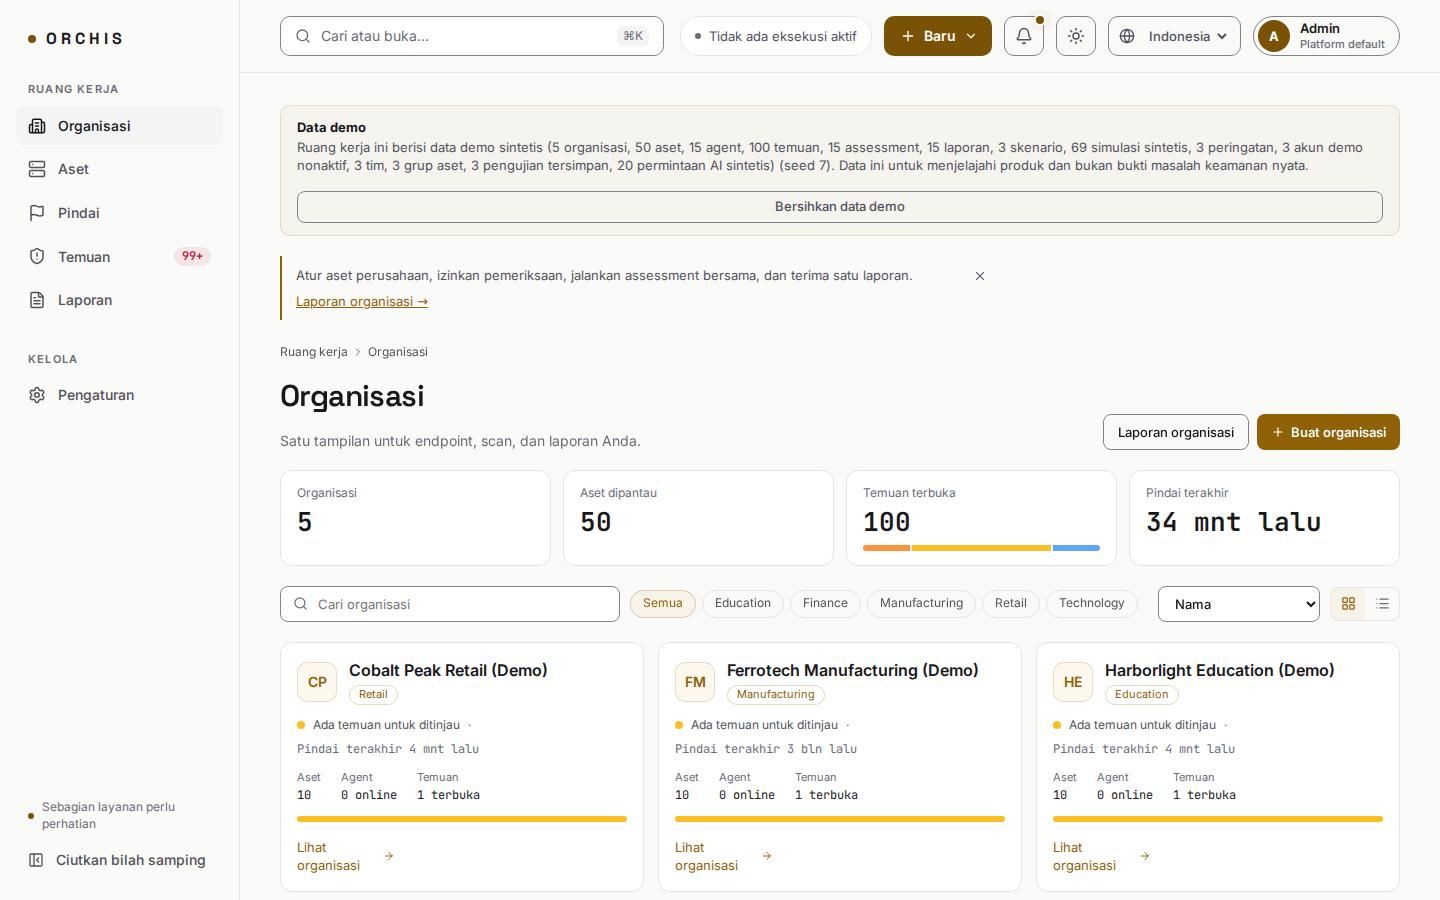 ORCHIS
RUANG KERJA
Organisasi
Aset
Pindai
Temuan
99+
Laporan
KELOLA
Pengaturan
Sebagian layanan perlu
perhatian
Ciutkan bilah samping
Cari atau buka...
⌘K
Tidak ada eksekusi aktif
Baru
Indonesia
A
Admin
Platform default
Data demo
Ruang kerja ini berisi data demo sintetis (5 organisasi, 50 aset, 15 agent, 100 temuan, 15 assessment, 15 laporan, 3 skenario, 69 simulasi sintetis, 3 peringatan, 3 akun demo
nonaktif, 3 tim, 3 grup aset, 3 pengujian tersimpan, 20 permintaan AI sintetis) (seed 7). Data ini untuk menjelajahi produk dan bukan bukti masalah keamanan nyata.
Bersihkan data demo
Atur aset perusahaan, izinkan pemeriksaan, jalankan assessment bersama, dan terima satu laporan.
Laporan organisasi →
Ruang kerja > Organisasi
Organisasi
Satu tampilan untuk endpoint, scan, dan laporan Anda.
Laporan organisasi
+ Buat organisasi
Organisasi
5
Aset dipantau
50
Temuan terbuka
100
Pindai terakhir
34 mnt lalu
Cari organisasi
Semua
Education
Finance
Manufacturing
Retail
Technology
Nama
CP
Cobalt Peak Retail (Demo)
Retail
Ada temuan untuk ditinjau ·
Pindai terakhir 4 mnt lalu
Aset Agent Temuan
10 0 online 1 terbuka
Lihat
organisasi →
FM
Ferrotech Manufacturing (Demo)
Manufacturing
Ada temuan untuk ditinjau ·
Pindai terakhir 3 bln lalu
Aset Agent Temuan
10 0 online 1 terbuka
Lihat
organisasi →
HE
Harborlight Education (Demo)
Education
Ada temuan untuk ditinjau ·
Pindai terakhir 4 mnt lalu
Aset Agent Temuan
10 0 online 1 terbuka
Lihat
organisasi →